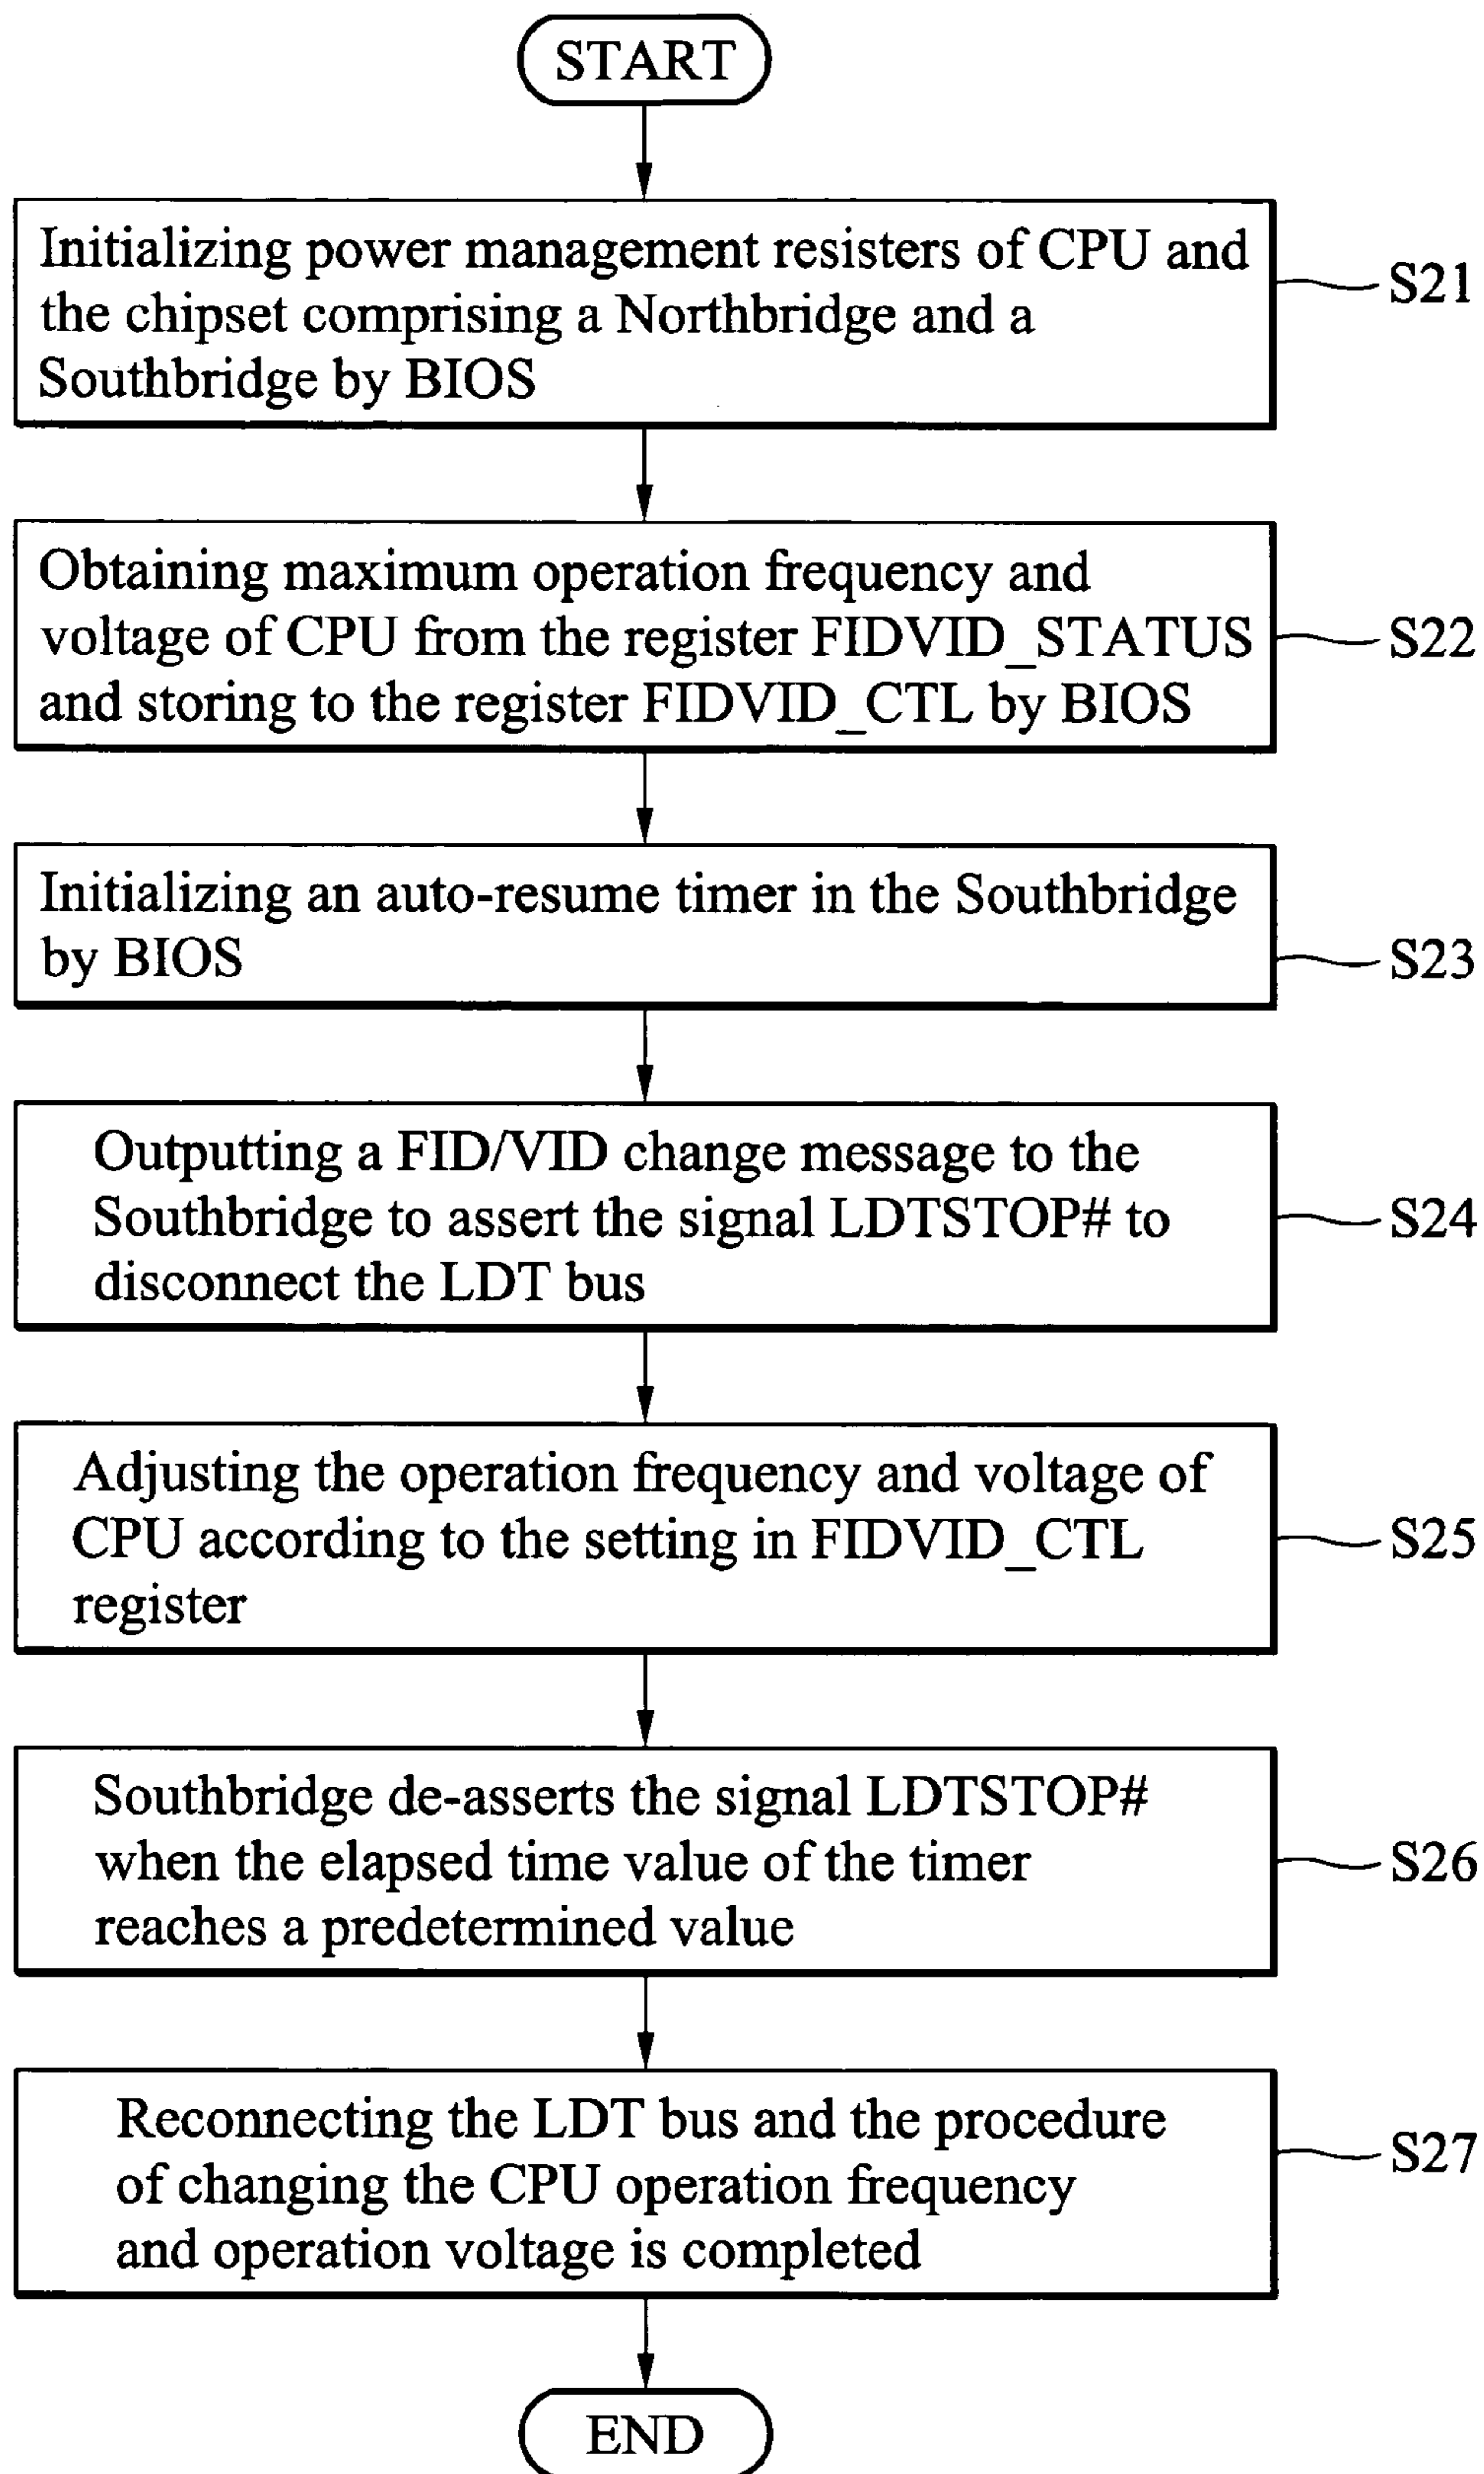 START
Initializing power management resisters of CPU and
the chipset comprising a Northbridge and a
Southbridge by BIOS
S21
Obtaining maximum operation frequency and
voltage of CPU from the register FIDVID_STATUS
and storing to the register FIDVID_CTL by BIOS
S22
Initializing an auto-resume timer in the Southbridge
by BIOS
S23
Outputting a FID/VID change message to the
Southbridge to assert the signal LDTSTOP# to
disconnect the LDT bus
S24
Adjusting the operation frequency and voltage of
CPU according to the setting in FIDVID_CTL
register
S25
Southbridge de-asserts the signal LDTSTOP#
when the elapsed time value of the timer
reaches a predetermined value
S26
Reconnecting the LDT bus and the procedure
of changing the CPU operation frequency
and operation voltage is completed
S27
END